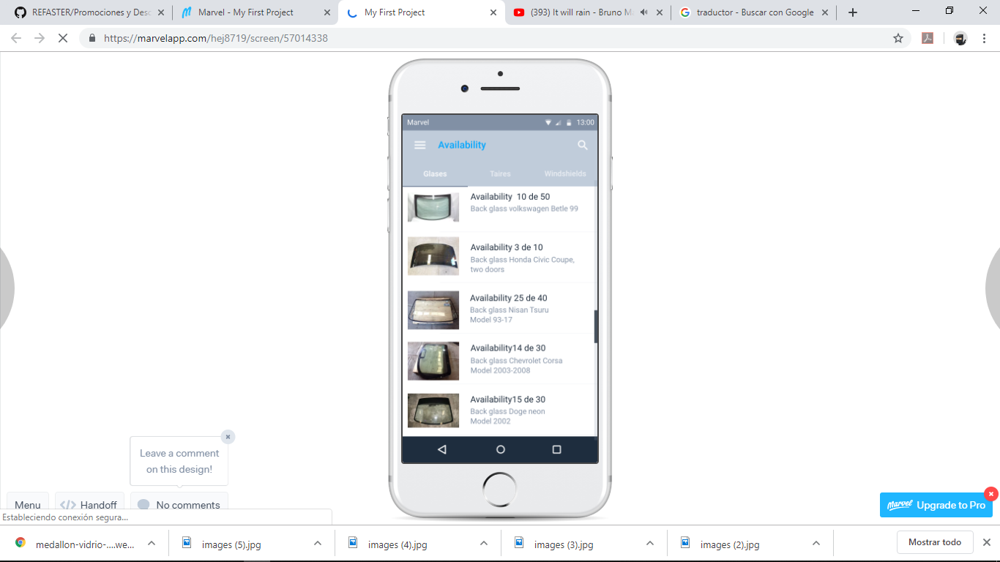 REFASTER/Promociones y Desc
Marvel - My First Project
My First Project
(393) It will rain - Bruno Ma
traductor - Buscar con Google
https://marvelapp.com/hej8719/screen/57014338
Marvel
13:00
Availability
Glases
Taires
Windshields
Availability 10 de 50
Back glass volkswagen Betle 99
Availability 3 de 10
Back glass Honda Civic Coupe,
two doors
Availability 25 de 40
Back glass Nisan Tsuru
Model 93-17
Availability14 de 30
Back glass Chevrolet Corsa
Model 2003-2008
Availability15 de 30
Back glass Doge neon
Model 2002
Leave a comment
on this design!
Menu
</> Handoff
No comments
Marvel Upgrade to Pro
Estableciendo conexión segura...
medallon-vidrio-....we...
images (5).jpg
images (4).jpg
images (3).jpg
images (2).jpg
Mostrar todo